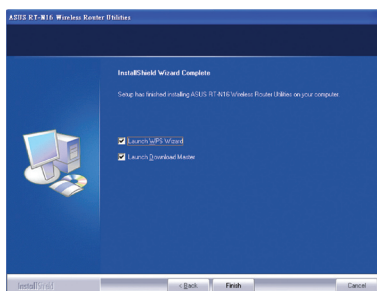 ASUS RT-N16 Wireless Router Utilities
InstallShield Wizard Complete
Setup has finished installing ASUS RT-N16 Wireless Router Utilities on your computer.
Launch WPS Wizard
Launch Download Master
InstallShield
< Back
Finish
Cancel